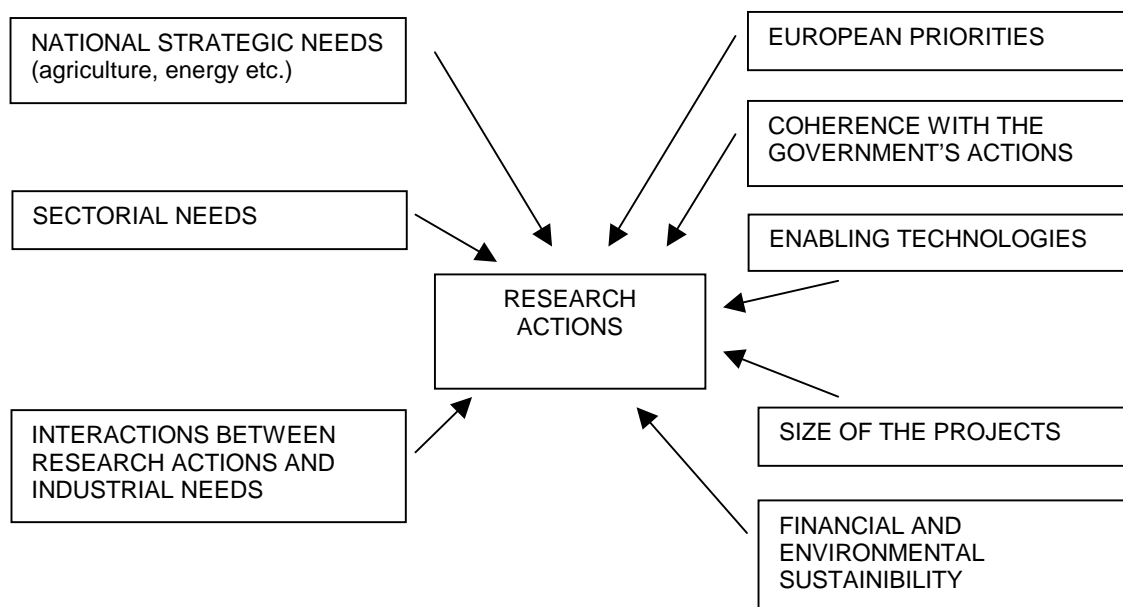 NATIONAL STRATEGIC NEEDS
(agriculture, energy etc.)
EUROPEAN PRIORITIES
COHERENCE WITH THE
GOVERNMENT’S ACTIONS
SECTORIAL NEEDS
ENABLING TECHNOLOGIES
RESEARCH
ACTIONS
INTERACTIONS BETWEEN
RESEARCH ACTIONS AND
INDUSTRIAL NEEDS
SIZE OF THE PROJECTS
FINANCIAL AND
ENVIRONMENTAL
SUSTAINIBILITY